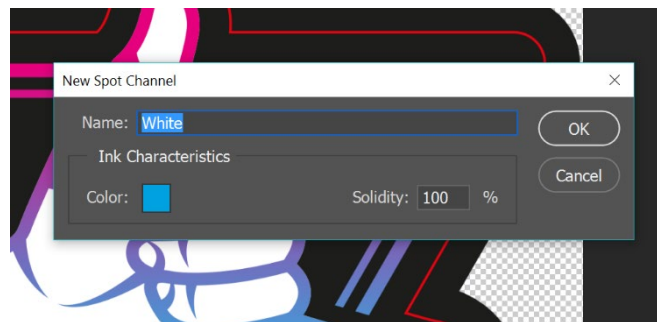 New Spot Channel
Name: White
OK
Ink Characteristics
Cancel
Color: Solidity: 100 %